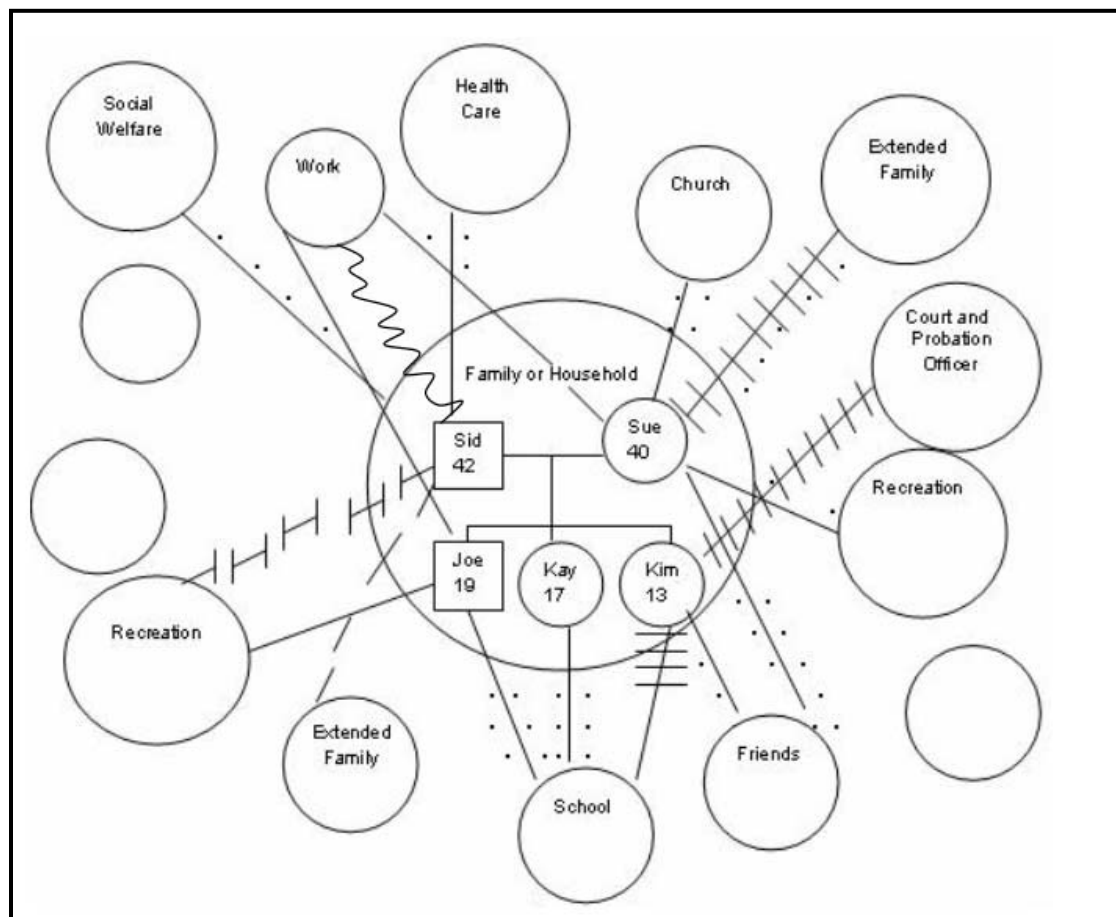 Social
Welfare
Work
Health
Care
Church
Extended
Family
Court and
Probation
Officer
Family or Household
Sid
42
Sue
40
Recreation
Joe
19
Kay
17
Kim
13
Recreation
Extended
Family
School
Friends